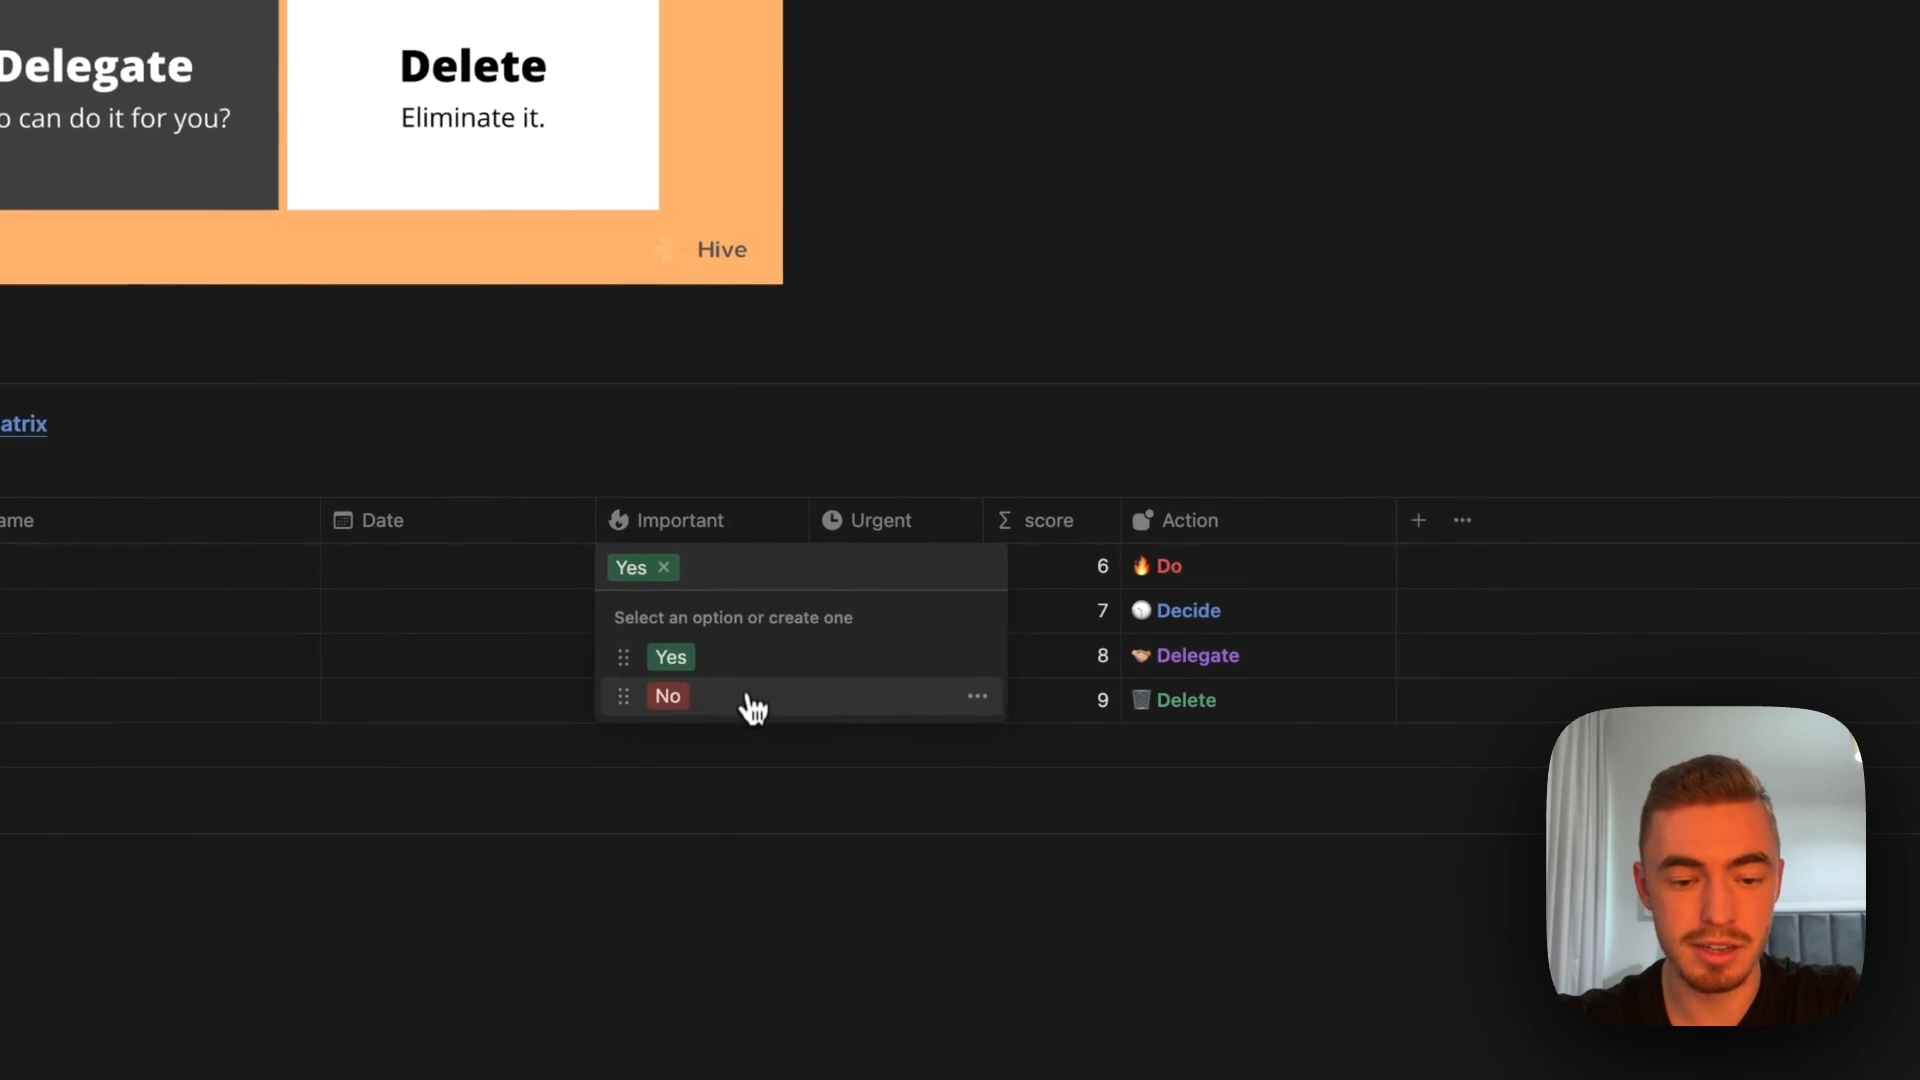 Delegate
Delete
o can do it for you?
Eliminate it.
Hive
atrix
ame
Date
Important
Urgent
Σ score
Action
Yes ×
6
🔥 Do
Select an option or create one
7
Decide
Yes
8
Delegate
No
9
🗑️ Delete